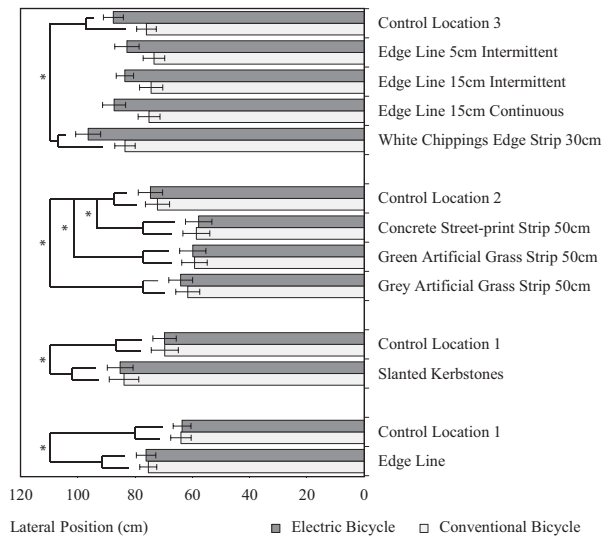 Control Location 3
Edge Line 5cm Intermittent
Edge Line 15cm Intermittent
*
Edge Line 15cm Continuous
White Chippings Edge Strip 30cm
Control Location 2
*
Concrete Street-print Strip 50cm
*
*
Green Artificial Grass Strip 50cm
Grey Artificial Grass Strip 50cm
Control Location 1
*
Slanted Kerbstones
Control Location 1
*
Edge Line
120 100 80 60 40 20 0
Lateral Position (cm) Electric Bicycle Conventional Bicycle